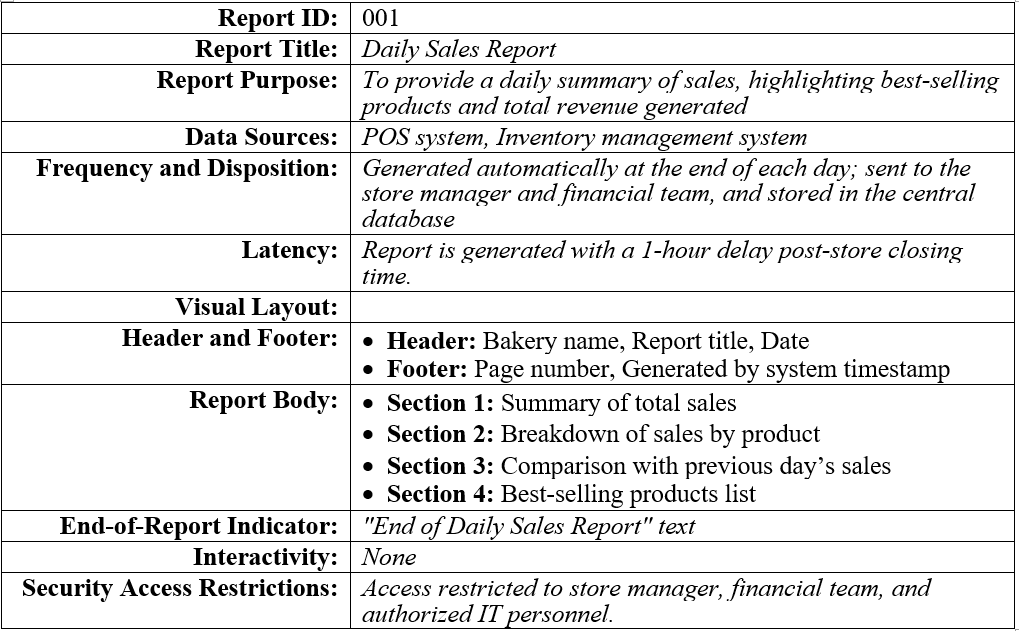 Report ID: 001
Report Title: Daily Sales Report
Report Purpose: To provide a daily summary of sales, highlighting best-selling
products and total revenue generated
Data Sources: POS system, Inventory management system
Frequency and Disposition: Generated automatically at the end of each day; sent to the
store manager and financial team, and stored in the central
database
Latency: Report is generated with a 1-hour delay post-store closing
time.
Visual Layout:
Header and Footer: • Header: Bakery name, Report title, Date
• Footer: Page number, Generated by system timestamp
Report Body: • Section 1: Summary of total sales
• Section 2: Breakdown of sales by product
• Section 3: Comparison with previous day's sales
• Section 4: Best-selling products list
End-of-Report Indicator: "End of Daily Sales Report" text
Interactivity: None
Security Access Restrictions: Access restricted to store manager, financial team, and
authorized IT personnel.